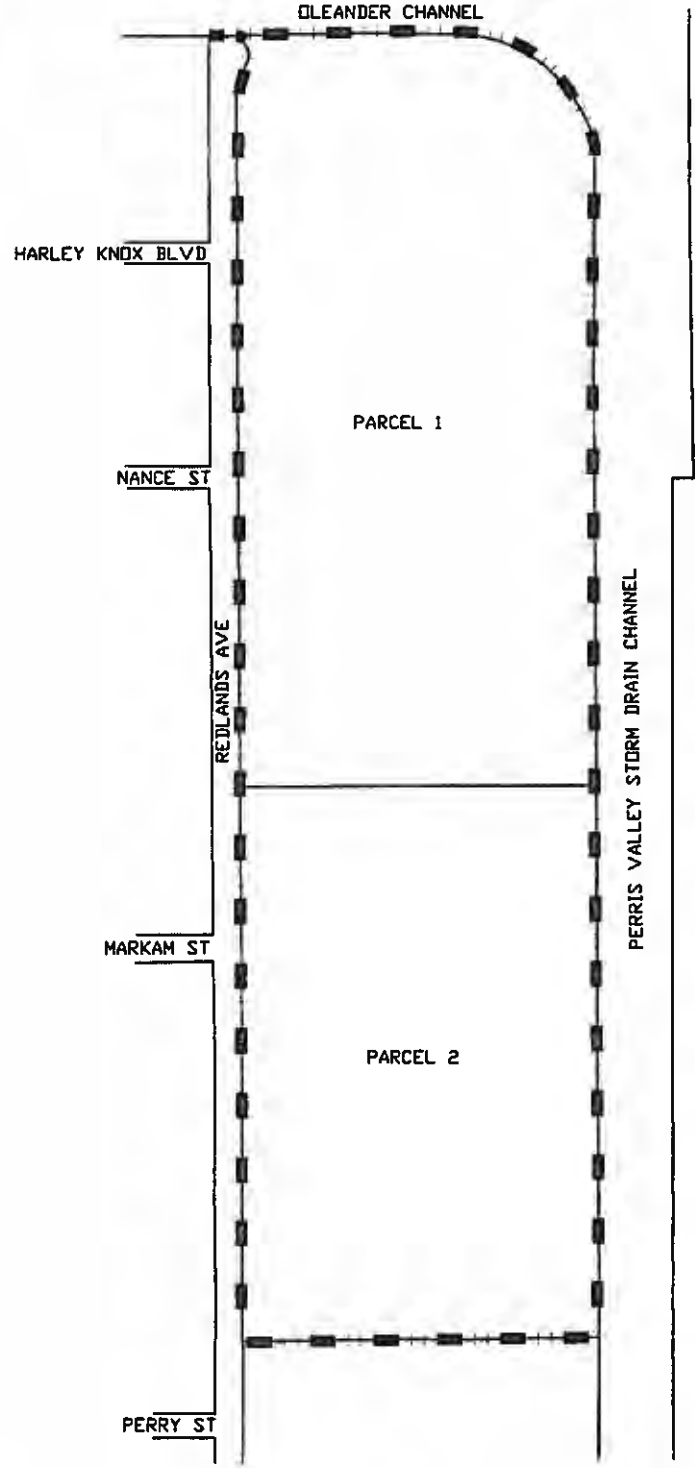 OLEANDER CHANNEL
HARLEY KNOX BLVD
PARCEL 1
NANCE ST
REDLANDS AVE
PERRIS VALLEY STORM DRAIN CHANNEL
MARKAM ST
PARCEL 2
PERRY ST